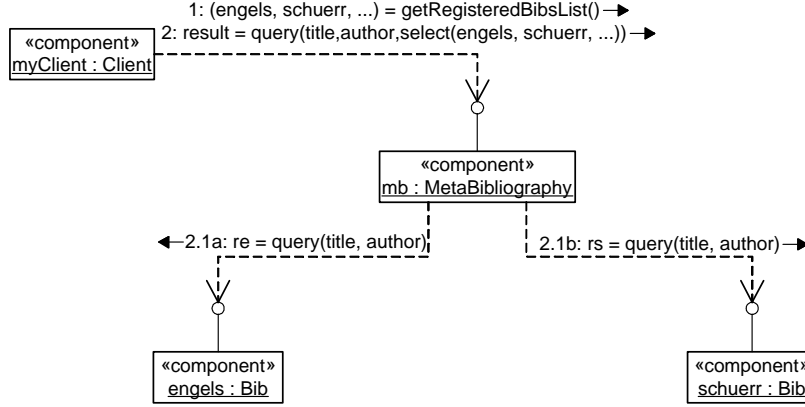 1: (engels, schuerr, ...) = getRegisteredBibsList()
2: result = query(title,author,select(engels, schuerr, ...))
«component»
myClient : Client
«component»
mb : MetaBibliography
2.1a: re = query(title, author)
2.1b: rs = query(title, author)
«component»
engels : Bib
«component»
schuerr : Bib